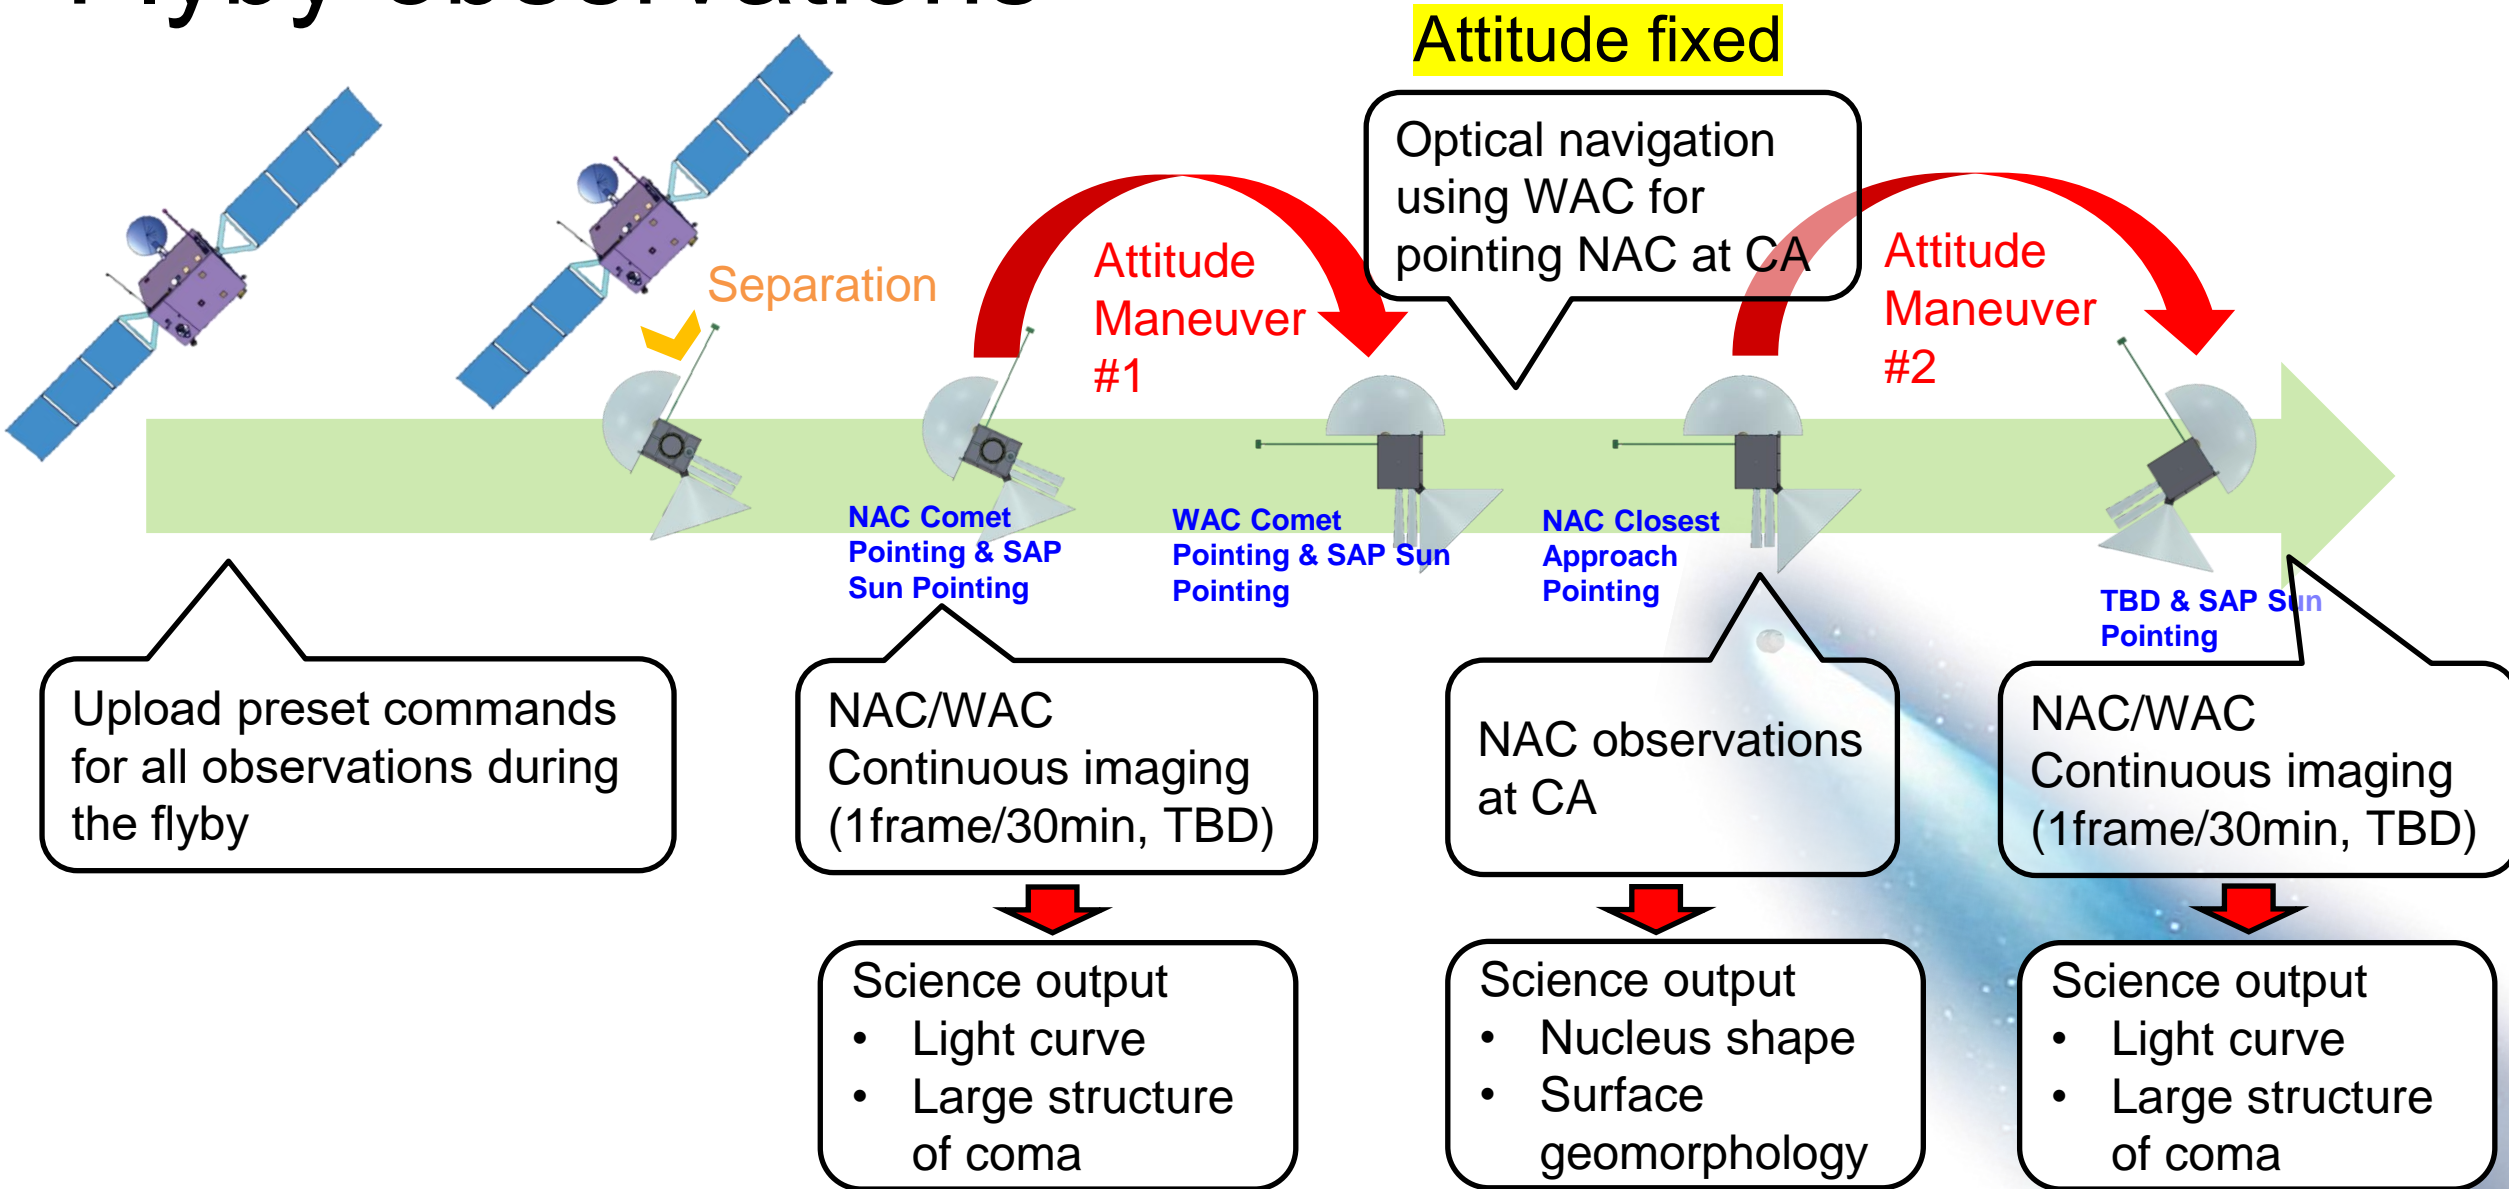 Flyby observations
Attitude fixed
Optical navigation
using WAC for
pointing NAC at CA
Separation
Attitude
Maneuver
#1
Attitude
Maneuver
#2
NAC Comet
Pointing & SAP
Sun Pointing
WAC Comet
Pointing & SAP Sun
Pointing
NAC Closest
Approach
Pointing
TBD & SAP Sun
Pointing
Upload preset commands
for all observations during
the flyby
NAC/WAC
Continuous imaging
(1frame/30min, TBD)
NAC observations
at CA
NAC/WAC
Continuous imaging
(1frame/30min, TBD)
Science output
• Light curve
• Large structure
of coma
Science output
• Nucleus shape
• Surface
geomorphology
Science output
• Light curve
• Large structure
of coma